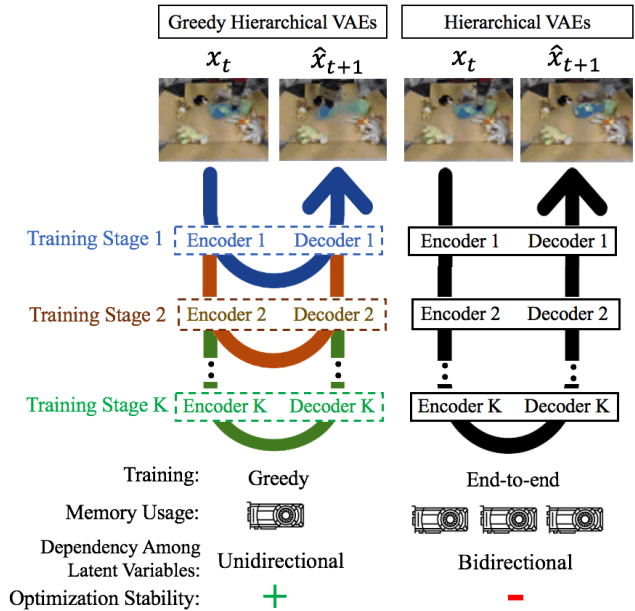 Greedy Hierarchical VAEs
Hierarchical VAEs
x_t
x̂_{t+1}
x_t
x̂_{t+1}
Training Stage 1
Encoder 1
Decoder 1
Encoder 1
Decoder 1
Training Stage 2
Encoder 2
Decoder 2
Encoder 2
Decoder 2
Training Stage K
Encoder K
Decoder K
Encoder K
Decoder K
Training:
Greedy
End-to-end
Memory Usage:
Dependency Among
Latent Variables:
Unidirectional
Bidirectional
Optimization Stability:
+
-